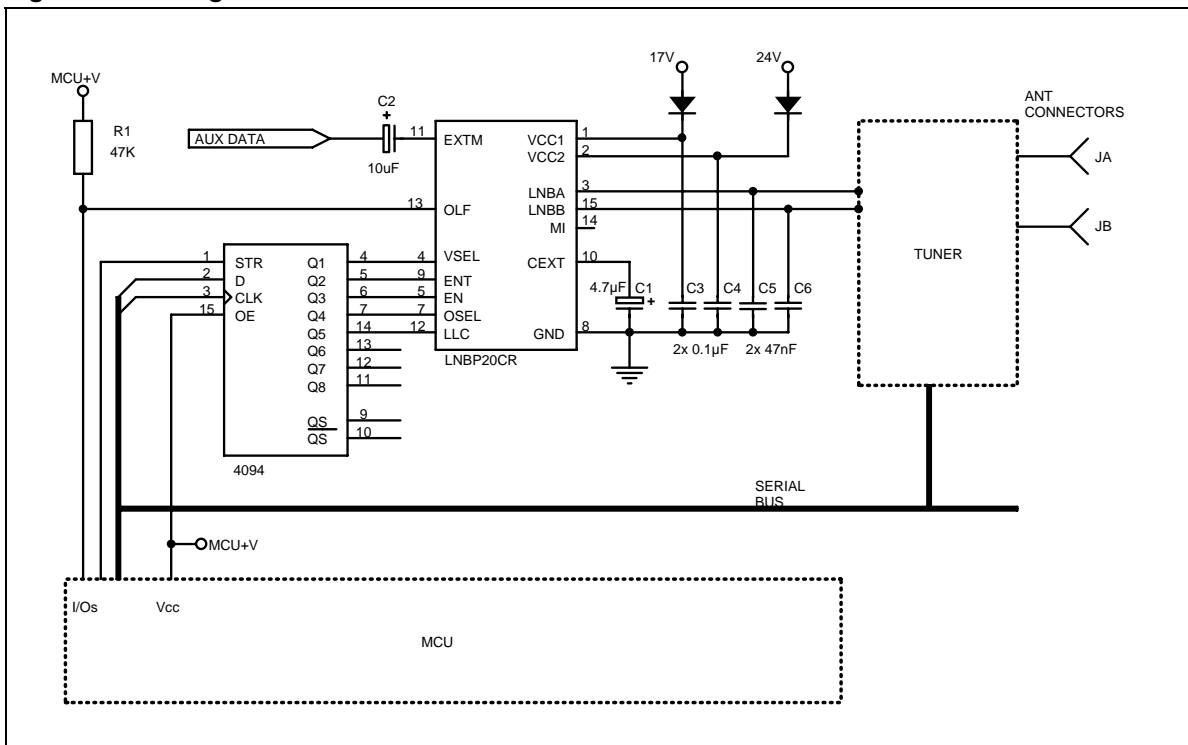 MCU+V
R1
47K
AUX DATA
C2
+
10uF
11
EXTM
13
OLF
17V
24V
VCC1
1
VCC2
2
LNBA
3
LNBB
15
MI
14
CEXT
10
GND
8
4
VSEL
9
ENT
5
EN
7
OSEL
12
LLC
LNBP20CR
1
STR
2
D
3
CLK
15
OE
Q1
4
Q2
5
Q3
6
Q4
7
Q5
14
Q6
13
Q7
12
Q8
11
QS
9
QS
10
4094
4.7µF
C1
+
C3
C4
C5
C6
2x 0.1µF
2x 47nF
ANT
CONNECTORS
JA
JB
TUNER
SERIAL
BUS
MCU+V
I/Os
Vcc
MCU